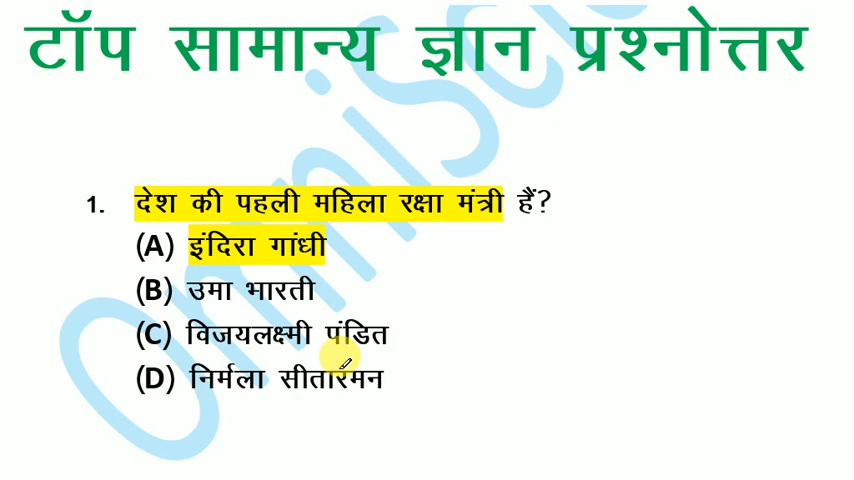 टॉप सामान्य ज्ञान प्रश्नोत्तर
1. देश की पहली महिला रक्षा मंत्री हैं?
(A) इंदिरा गांधी
(B) उमा भारती
(C) विजयलक्ष्मी पंडित
(D) निर्मला सीतारमन